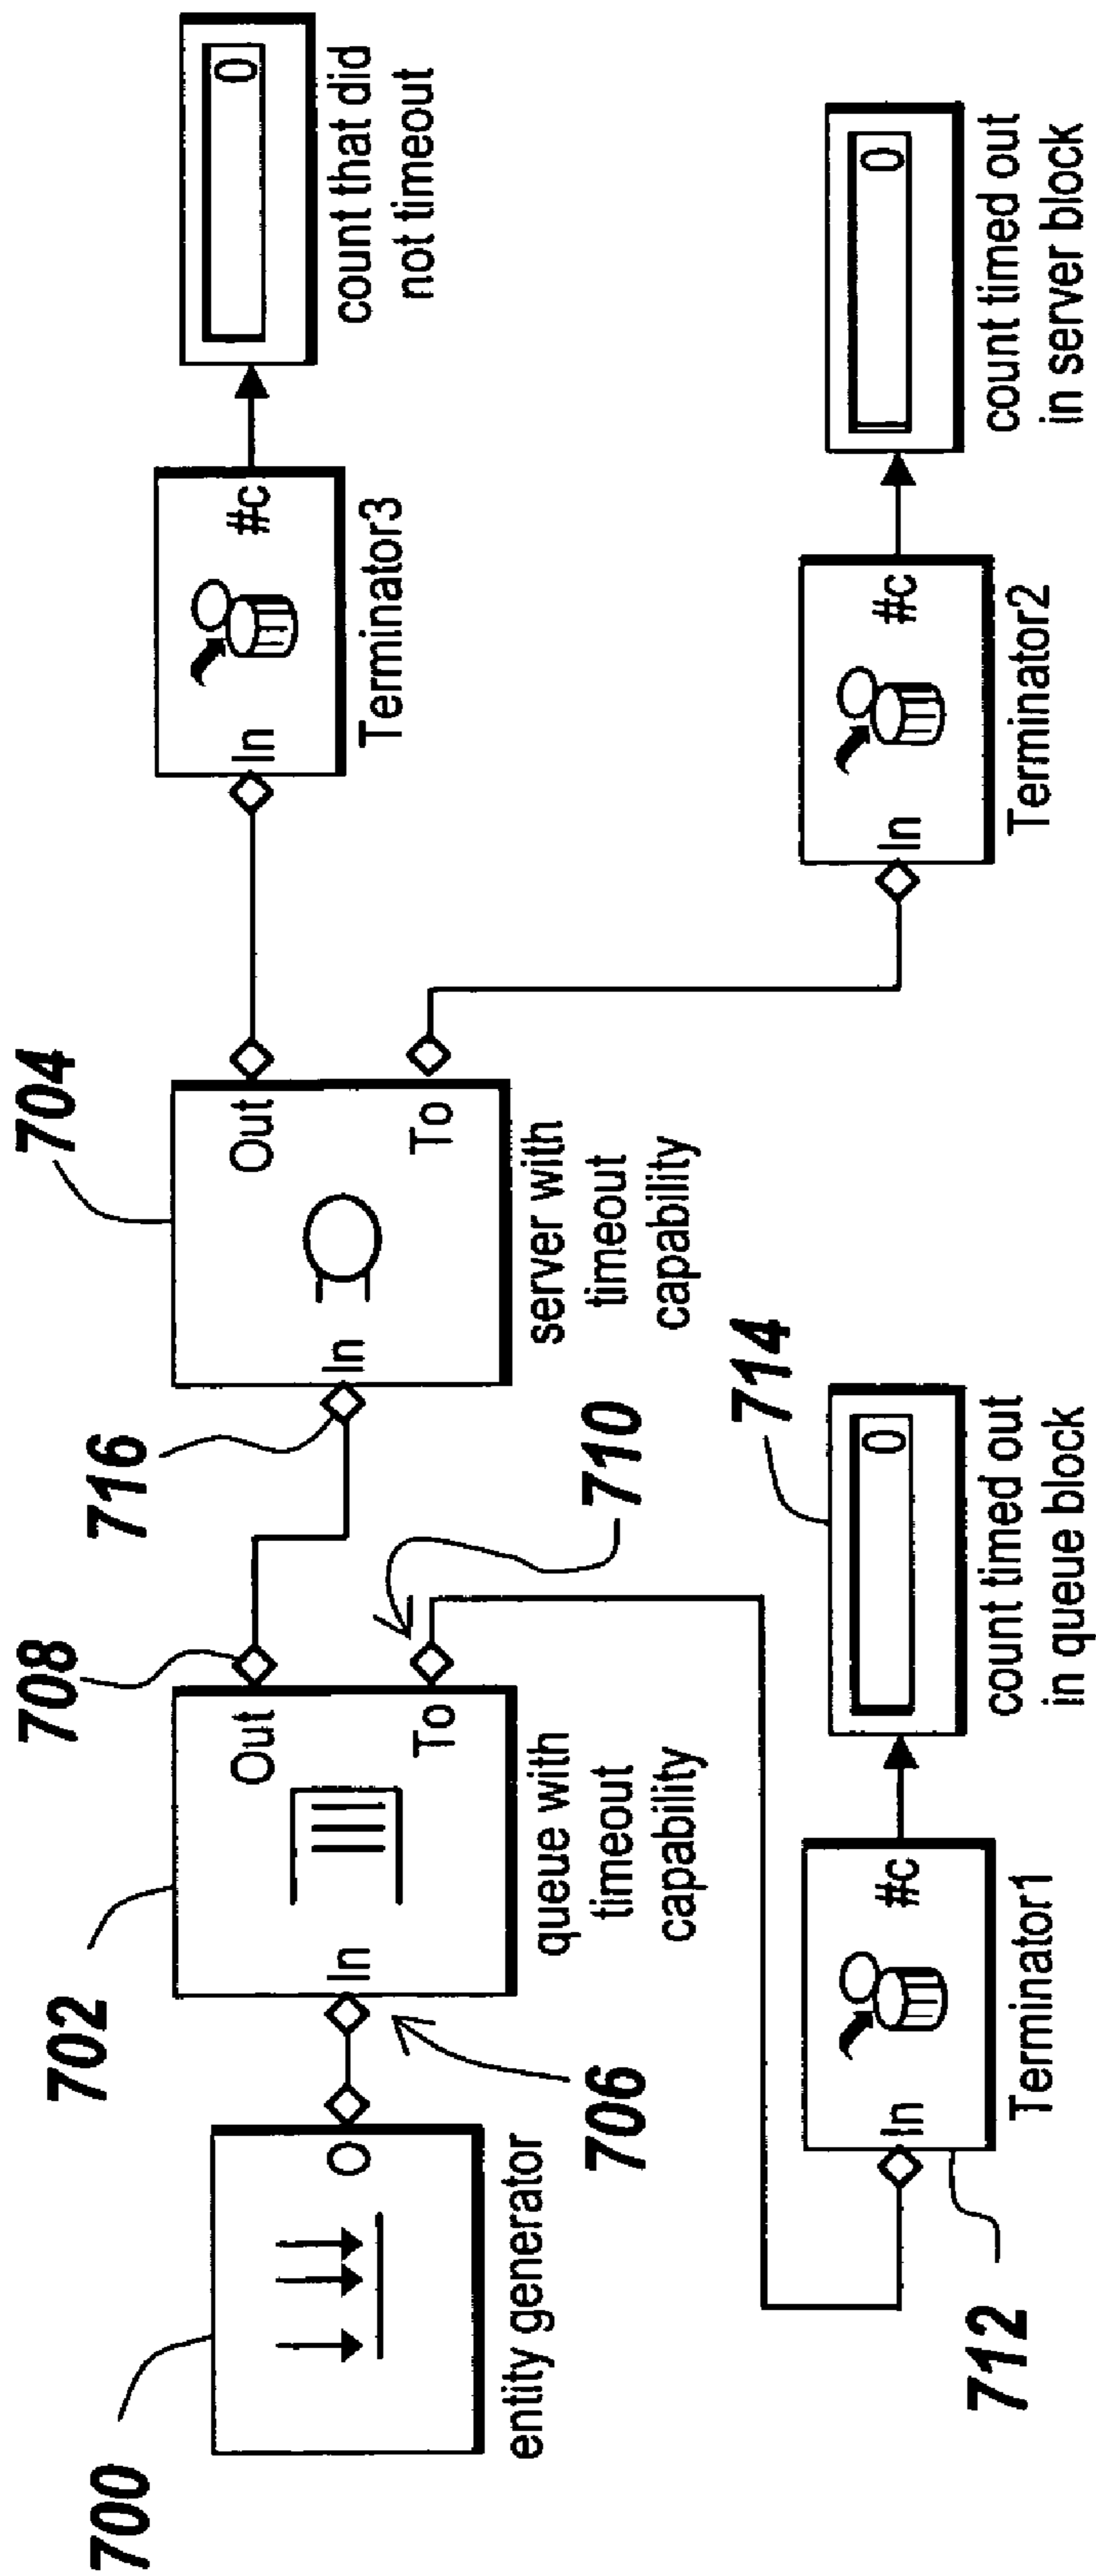 700
O
entity generator
702
706
In
Out
To
queue with
timeout
capability
708
710
716
704
In
Out
To
server with
timeout
capability
In
#c
Terminator3
0
count that did
not timeout
In
#c
Terminator2
0
count timed out
in server block
712
In
#c
Terminator1
714
0
count timed out
in queue block